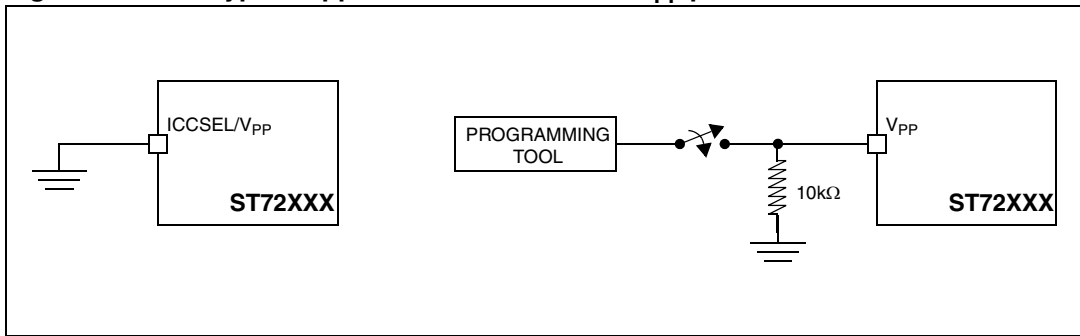 ICCSEL/VPP
ST72XXX
PROGRAMMING
TOOL
10kΩ
VPP
ST72XXX